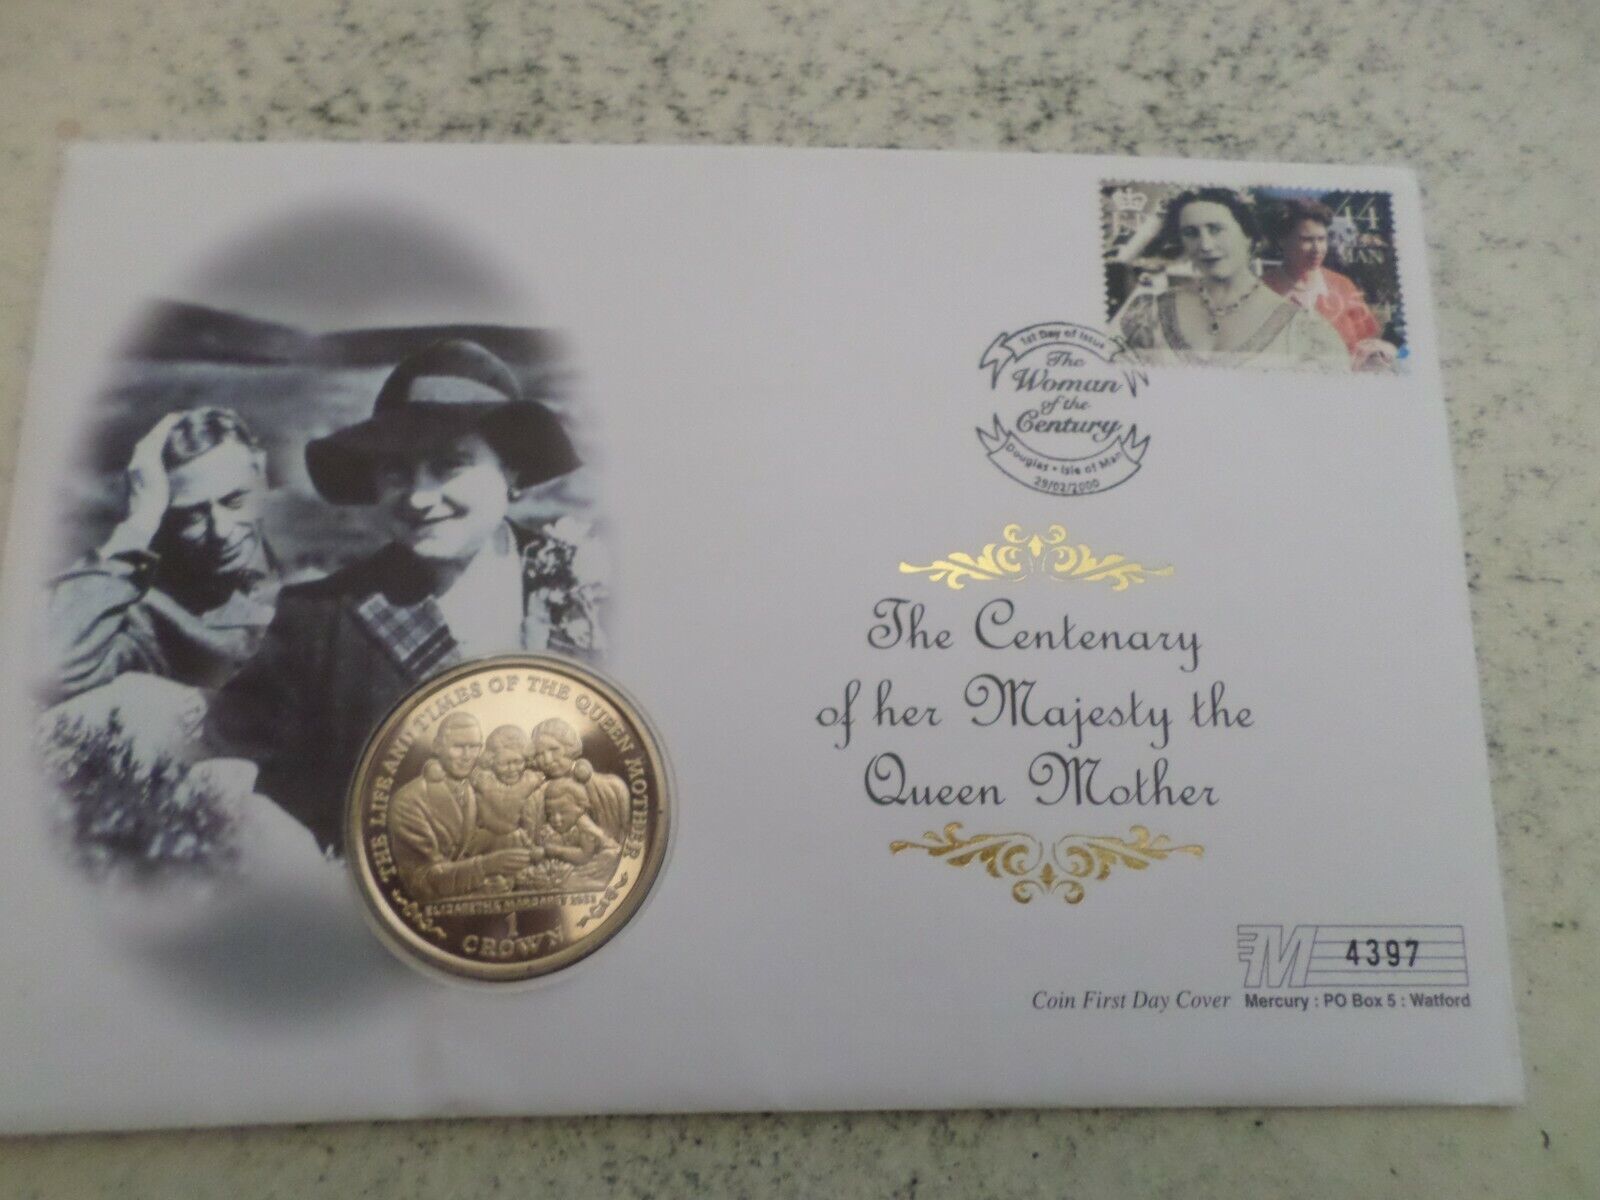 44
MAN
1st Day of Issue
The
Woman
of the
Century
Douglas • Isle of Man
29/02/2000
The Centenary
of her Majesty the
Queen Mother
THE LIFE AND TIMES OF THE QUEEN MOTHER
ELIZABETH & MARGARET
1
CROWN
M 4397
Coin First Day Cover Mercury : PO Box 5 : Watford